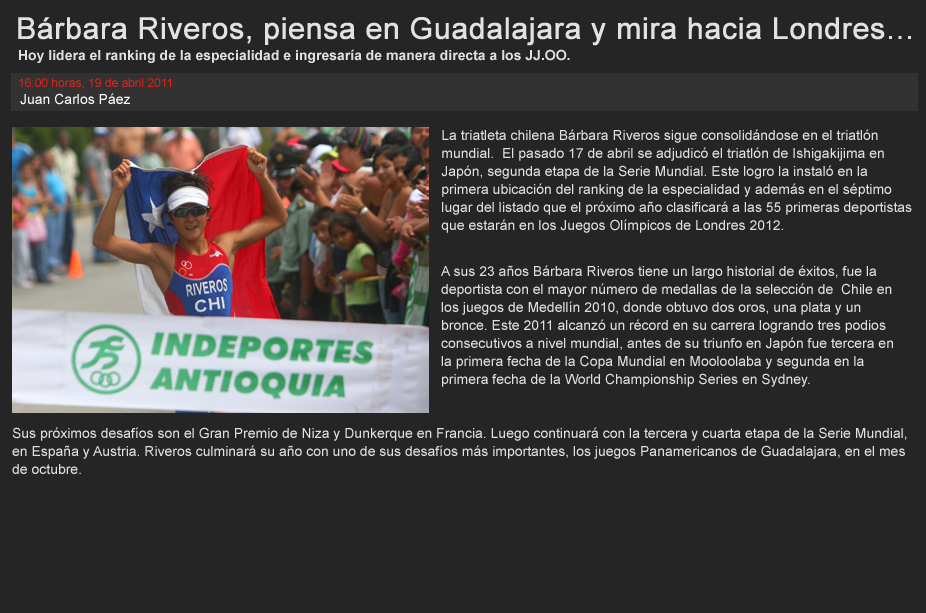 Bárbara Riveros, piensa en Guadalajara y mira hacia Londres...
Hoy lidera el ranking de la especialidad e ingresaría de manera directa a los JJ.OO.
16:00 horas, 19 de abril 2011
Juan Carlos Páez
RIVEROS
CHI
INDEPORTES
ANTIOQUIA
La triatleta chilena Bárbara Riveros sigue consolidándose en el triatlón
mundial.  El pasado 17 de abril se adjudicó el triatlón de Ishigakijima en
Japón, segunda etapa de la Serie Mundial. Este logro la instaló en la
primera ubicación del ranking de la especialidad y además en el séptimo
lugar del listado que el próximo año clasificará a las 55 primeras deportistas
que estarán en los Juegos Olímpicos de Londres 2012.
A sus 23 años Bárbara Riveros tiene un largo historial de éxitos, fue la
deportista con el mayor número de medallas de la selección de  Chile en
los juegos de Medellín 2010, donde obtuvo dos oros, una plata y un
bronce. Este 2011 alcanzó un récord en su carrera logrando tres podios
consecutivos a nivel mundial, antes de su triunfo en Japón fue tercera en
la primera fecha de la Copa Mundial en Mooloolaba y segunda en la
primera fecha de la World Championship Series en Sydney.
Sus próximos desafíos son el Gran Premio de Niza y Dunkerque en Francia. Luego continuará con la tercera y cuarta etapa de la Serie Mundial,
en España y Austria. Riveros culminará su año con uno de sus desafíos más importantes, los juegos Panamericanos de Guadalajara, en el mes
de octubre.